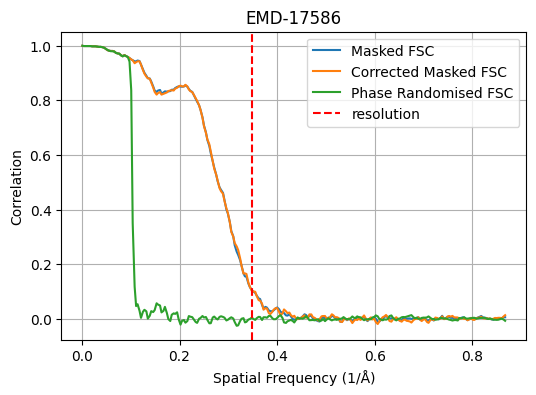 EMD-17586
Masked FSC
Corrected Masked FSC
Phase Randomised FSC
resolution
Correlation
1.0
0.8
0.6
0.4
0.2
0.0
0.0 0.2 0.4 0.6 0.8
Spatial Frequency (1/Å)